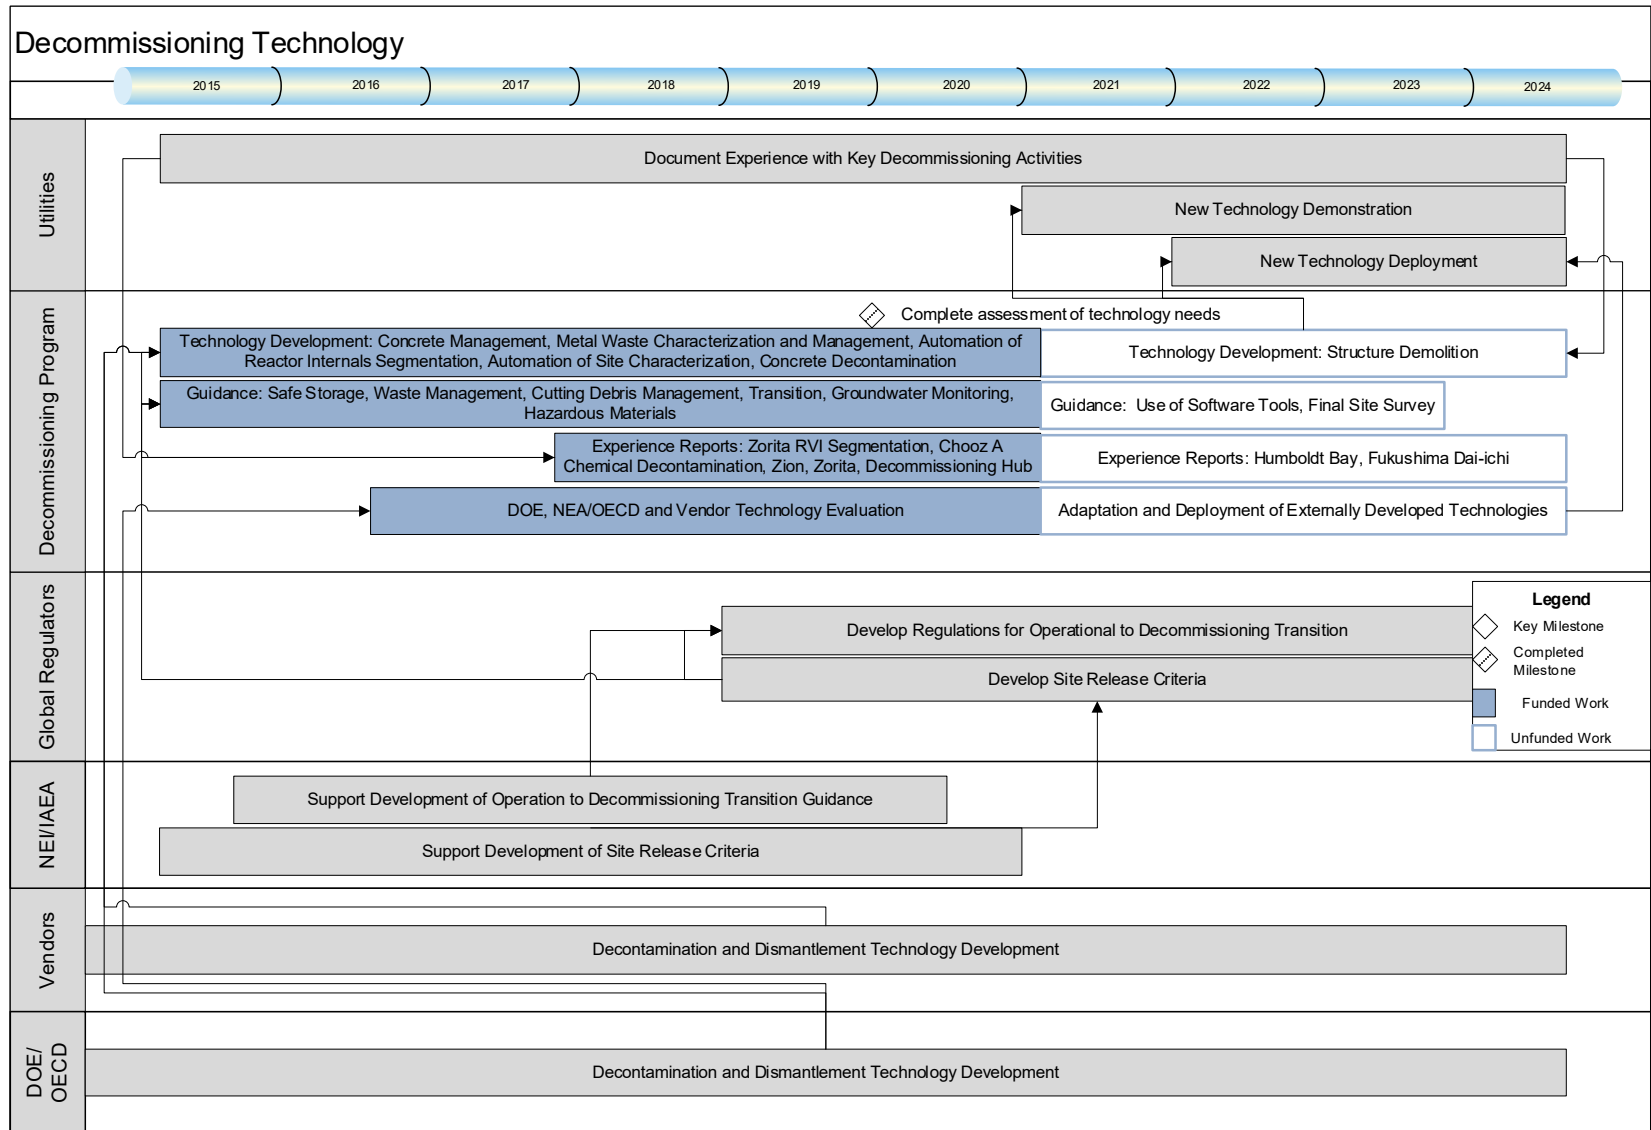 Decommissioning Technology
2015 2016 2017 2018 2019 2020 2021 2022 2023 2024
Utilities
Document Experience with Key Decommissioning Activities
New Technology Demonstration
New Technology Deployment
Decommissioning Program
Complete assessment of technology needs
Technology Development: Concrete Management, Metal Waste Characterization and Management, Automation of
Reactor Internals Segmentation, Automation of Site Characterization, Concrete Decontamination
Technology Development: Structure Demolition
Guidance: Safe Storage, Waste Management, Cutting Debris Management, Transition, Groundwater Monitoring,
Hazardous Materials
Guidance: Use of Software Tools, Final Site Survey
Experience Reports: Zorita RVI Segmentation, Chooz A
Chemical Decontamination, Zion, Zorita, Decommissioning Hub
Experience Reports: Humboldt Bay, Fukushima Dai-ichi
DOE, NEA/OECD and Vendor Technology Evaluation
Adaptation and Deployment of Externally Developed Technologies
Global Regulators
Develop Regulations for Operational to Decommissioning Transition
Develop Site Release Criteria
Legend
Key Milestone
Completed
Milestone
Funded Work
Unfunded Work
NEI/IAEA
Support Development of Operation to Decommissioning Transition Guidance
Support Development of Site Release Criteria
Vendors
Decontamination and Dismantlement Technology Development
DOE/
OECD
Decontamination and Dismantlement Technology Development